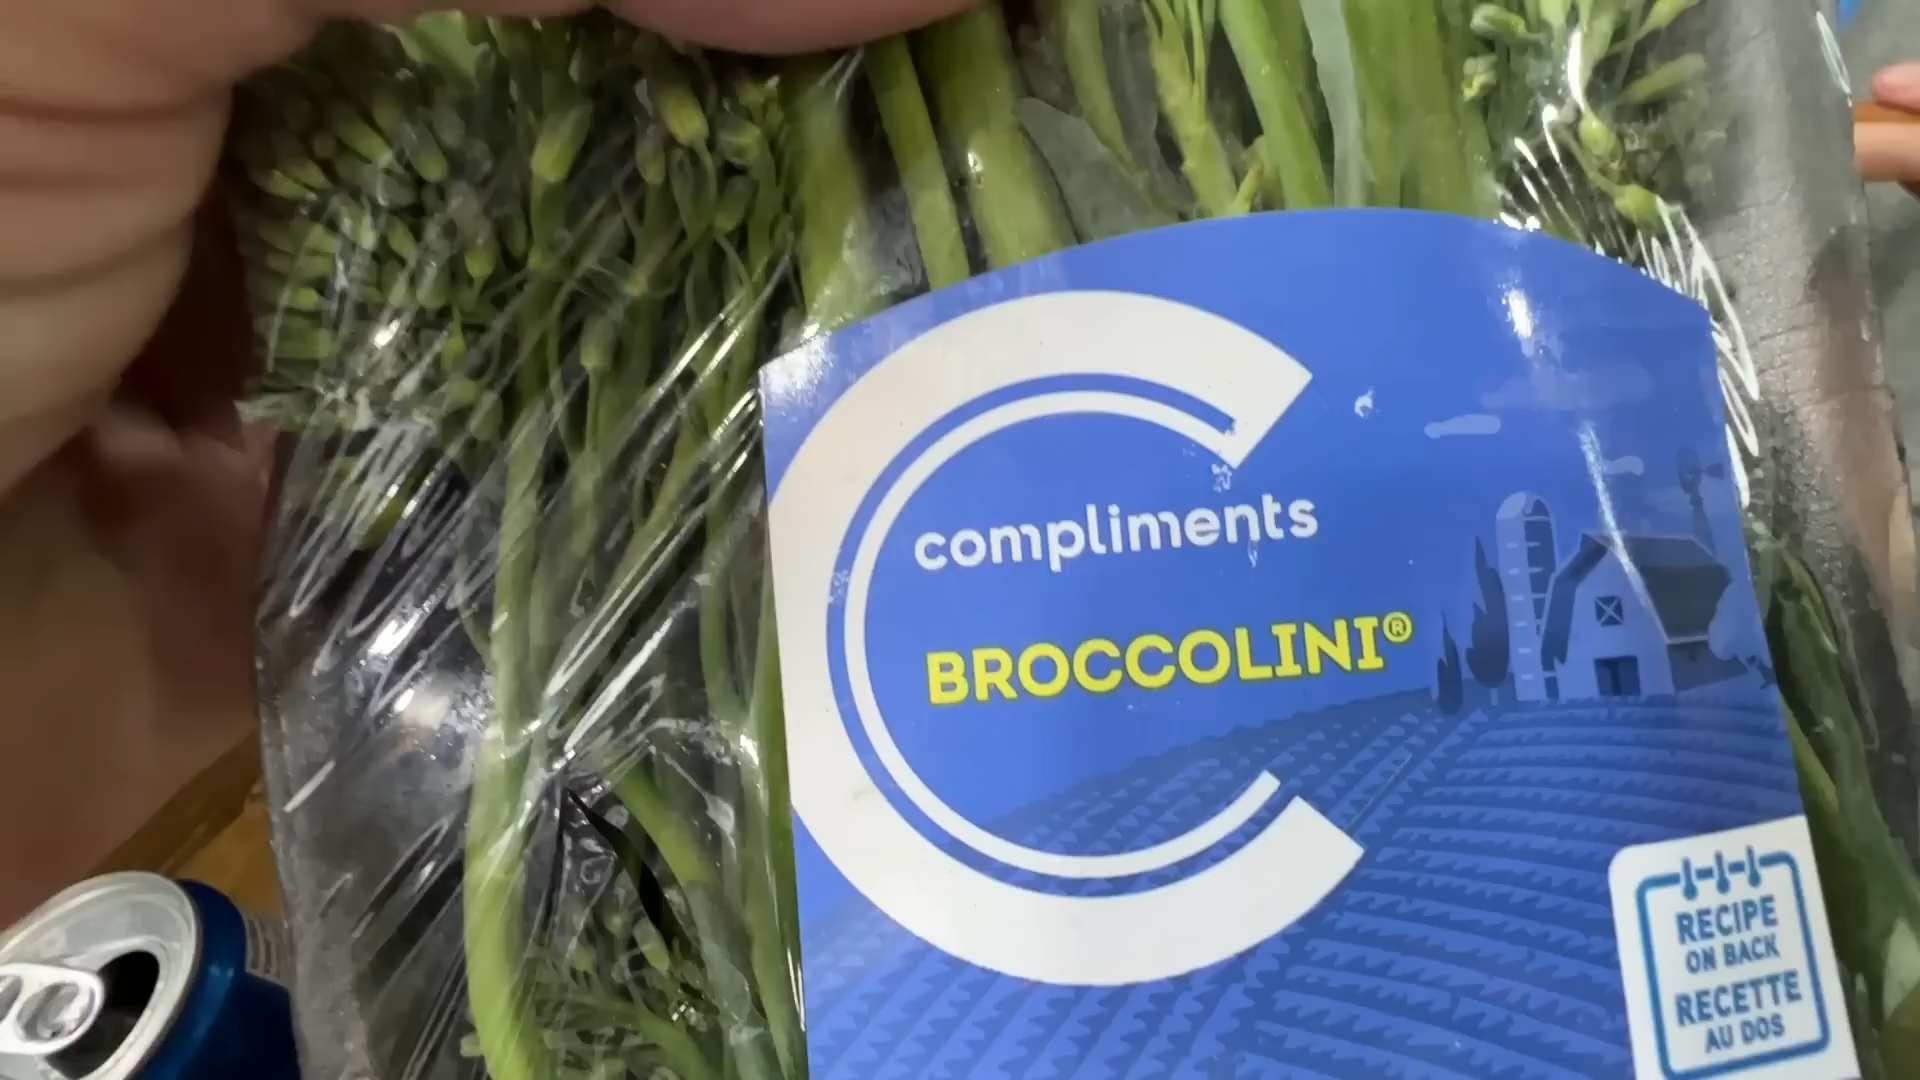 compliments
BROCCOLINI®
RECIPE
ON BACK
RECETTE
AU DOS